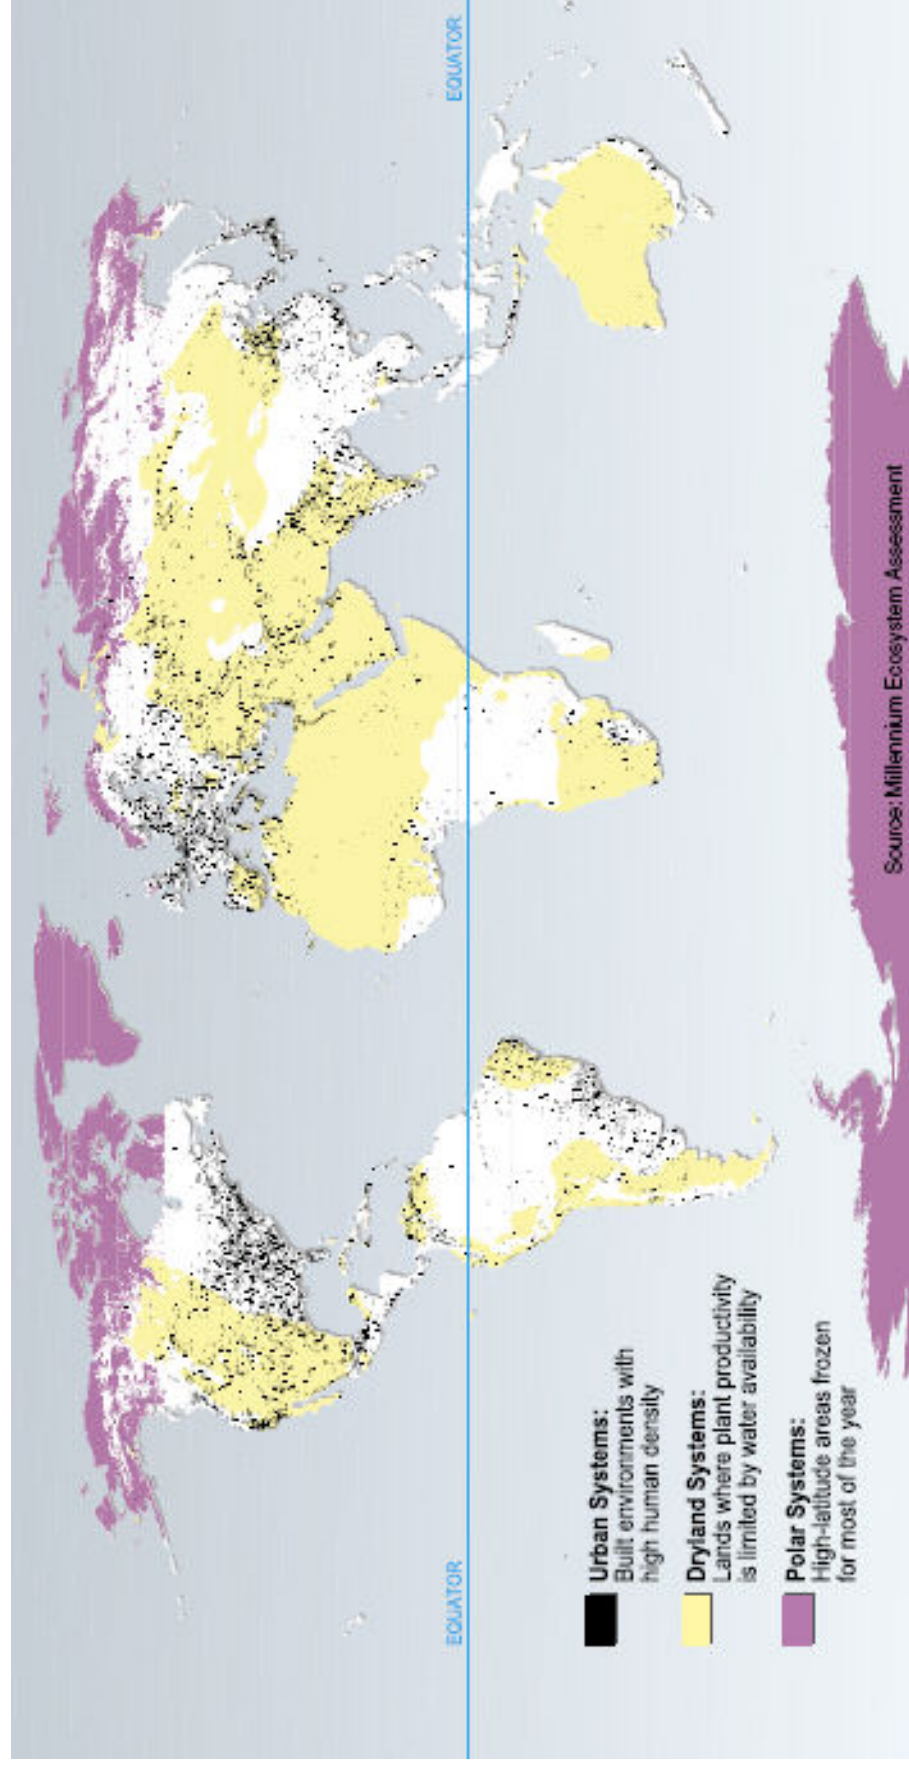 EQUATOR
EQUATOR
Urban Systems:
Built environments with
high human density
Dryland Systems:
Lands where plant productivity
is limited by water availability
Polar Systems:
High-latitude areas frozen
for most of the year
Source: Millennium Ecosystem Assessment